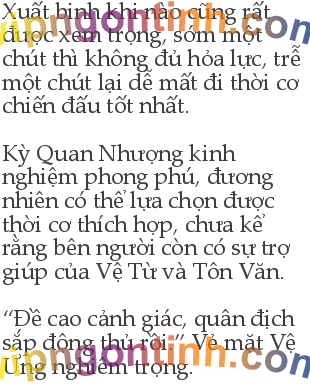 Xuất binh khi nào cũng rất
được xem trọng, sớm một
chút thì không đủ hỏa lực, trễ
một chút lại dễ mất đi thời cơ
chiến đấu tốt nhất.

Kỳ Quan Nhượng kinh
nghiệm phong phú, đương
nhiên có thể lựa chọn được
thời cơ thích hợp, chưa kể
rằng bên người còn có sự trợ
giúp của Vệ Từ và Tôn Văn.

“Đề cao cảnh giác, quân địch
sắp động thủ rồi.” Vẻ mặt Vệ
Ưng nghiêm trọng.
vipngontinh.com
vipngontinh.com